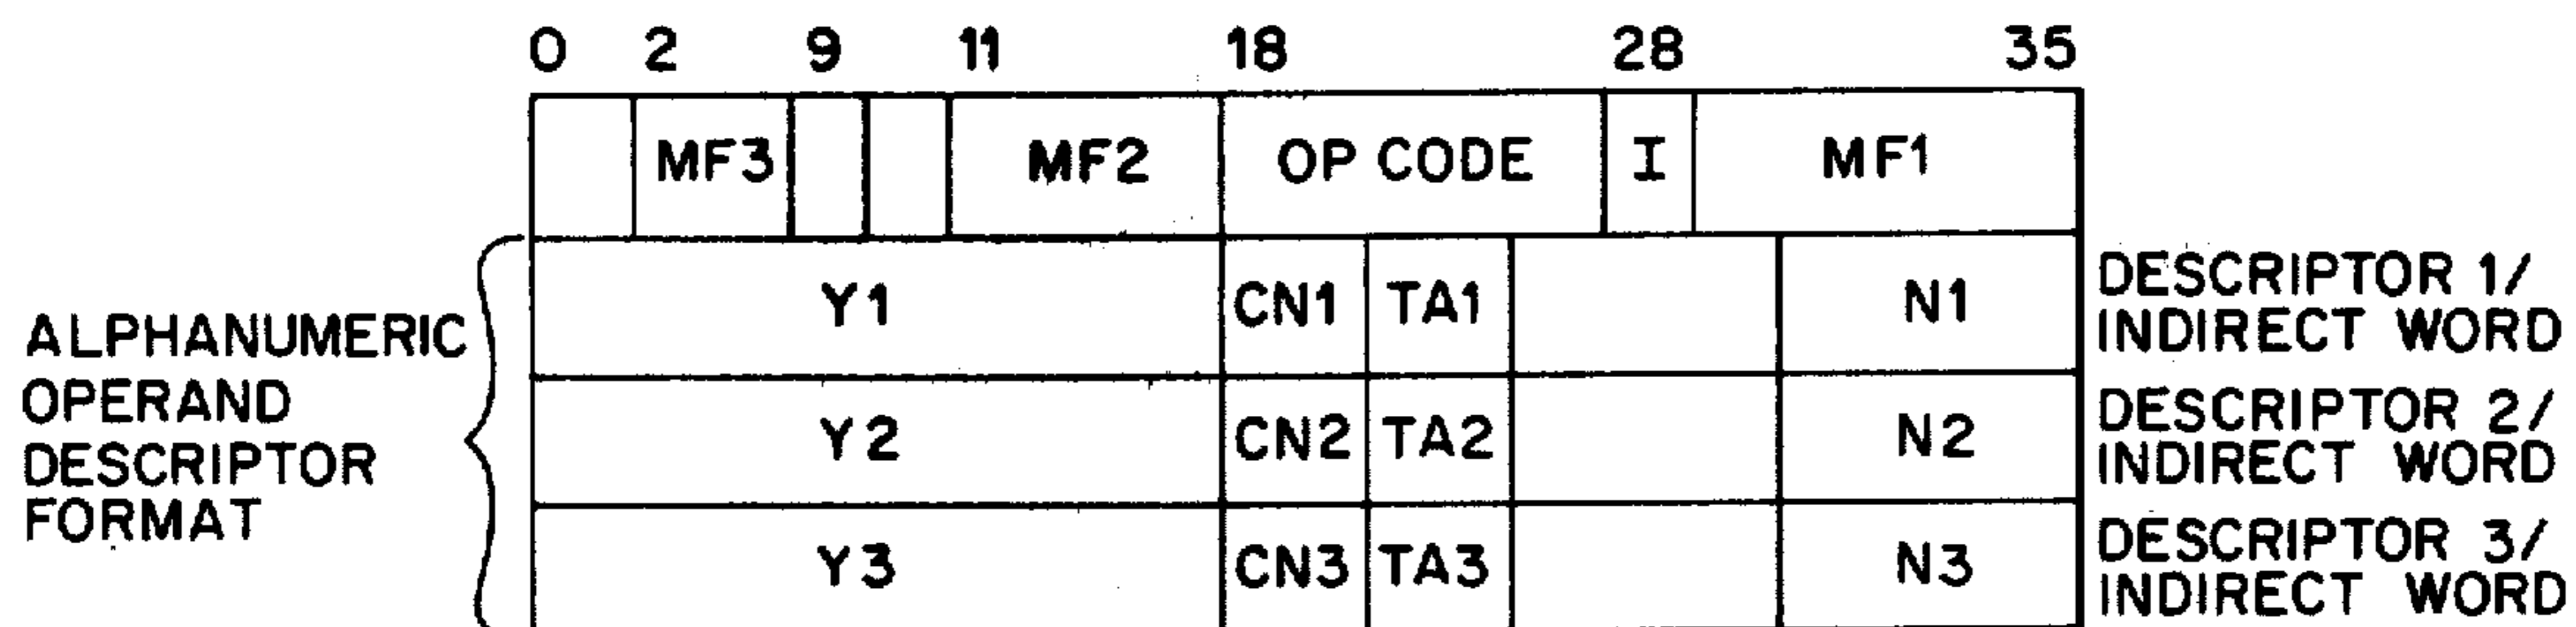 0 2 9 11 18 28 35
MF3 MF2 OP CODE I MF1
Y1 CN1 TA1 N1
DESCRIPTOR 1/
INDIRECT WORD
ALPHANUMERIC
OPERAND
DESCRIPTOR
FORMAT
Y2 CN2 TA2 N2
DESCRIPTOR 2/
INDIRECT WORD
Y3 CN3 TA3 N3
DESCRIPTOR 3/
INDIRECT WORD